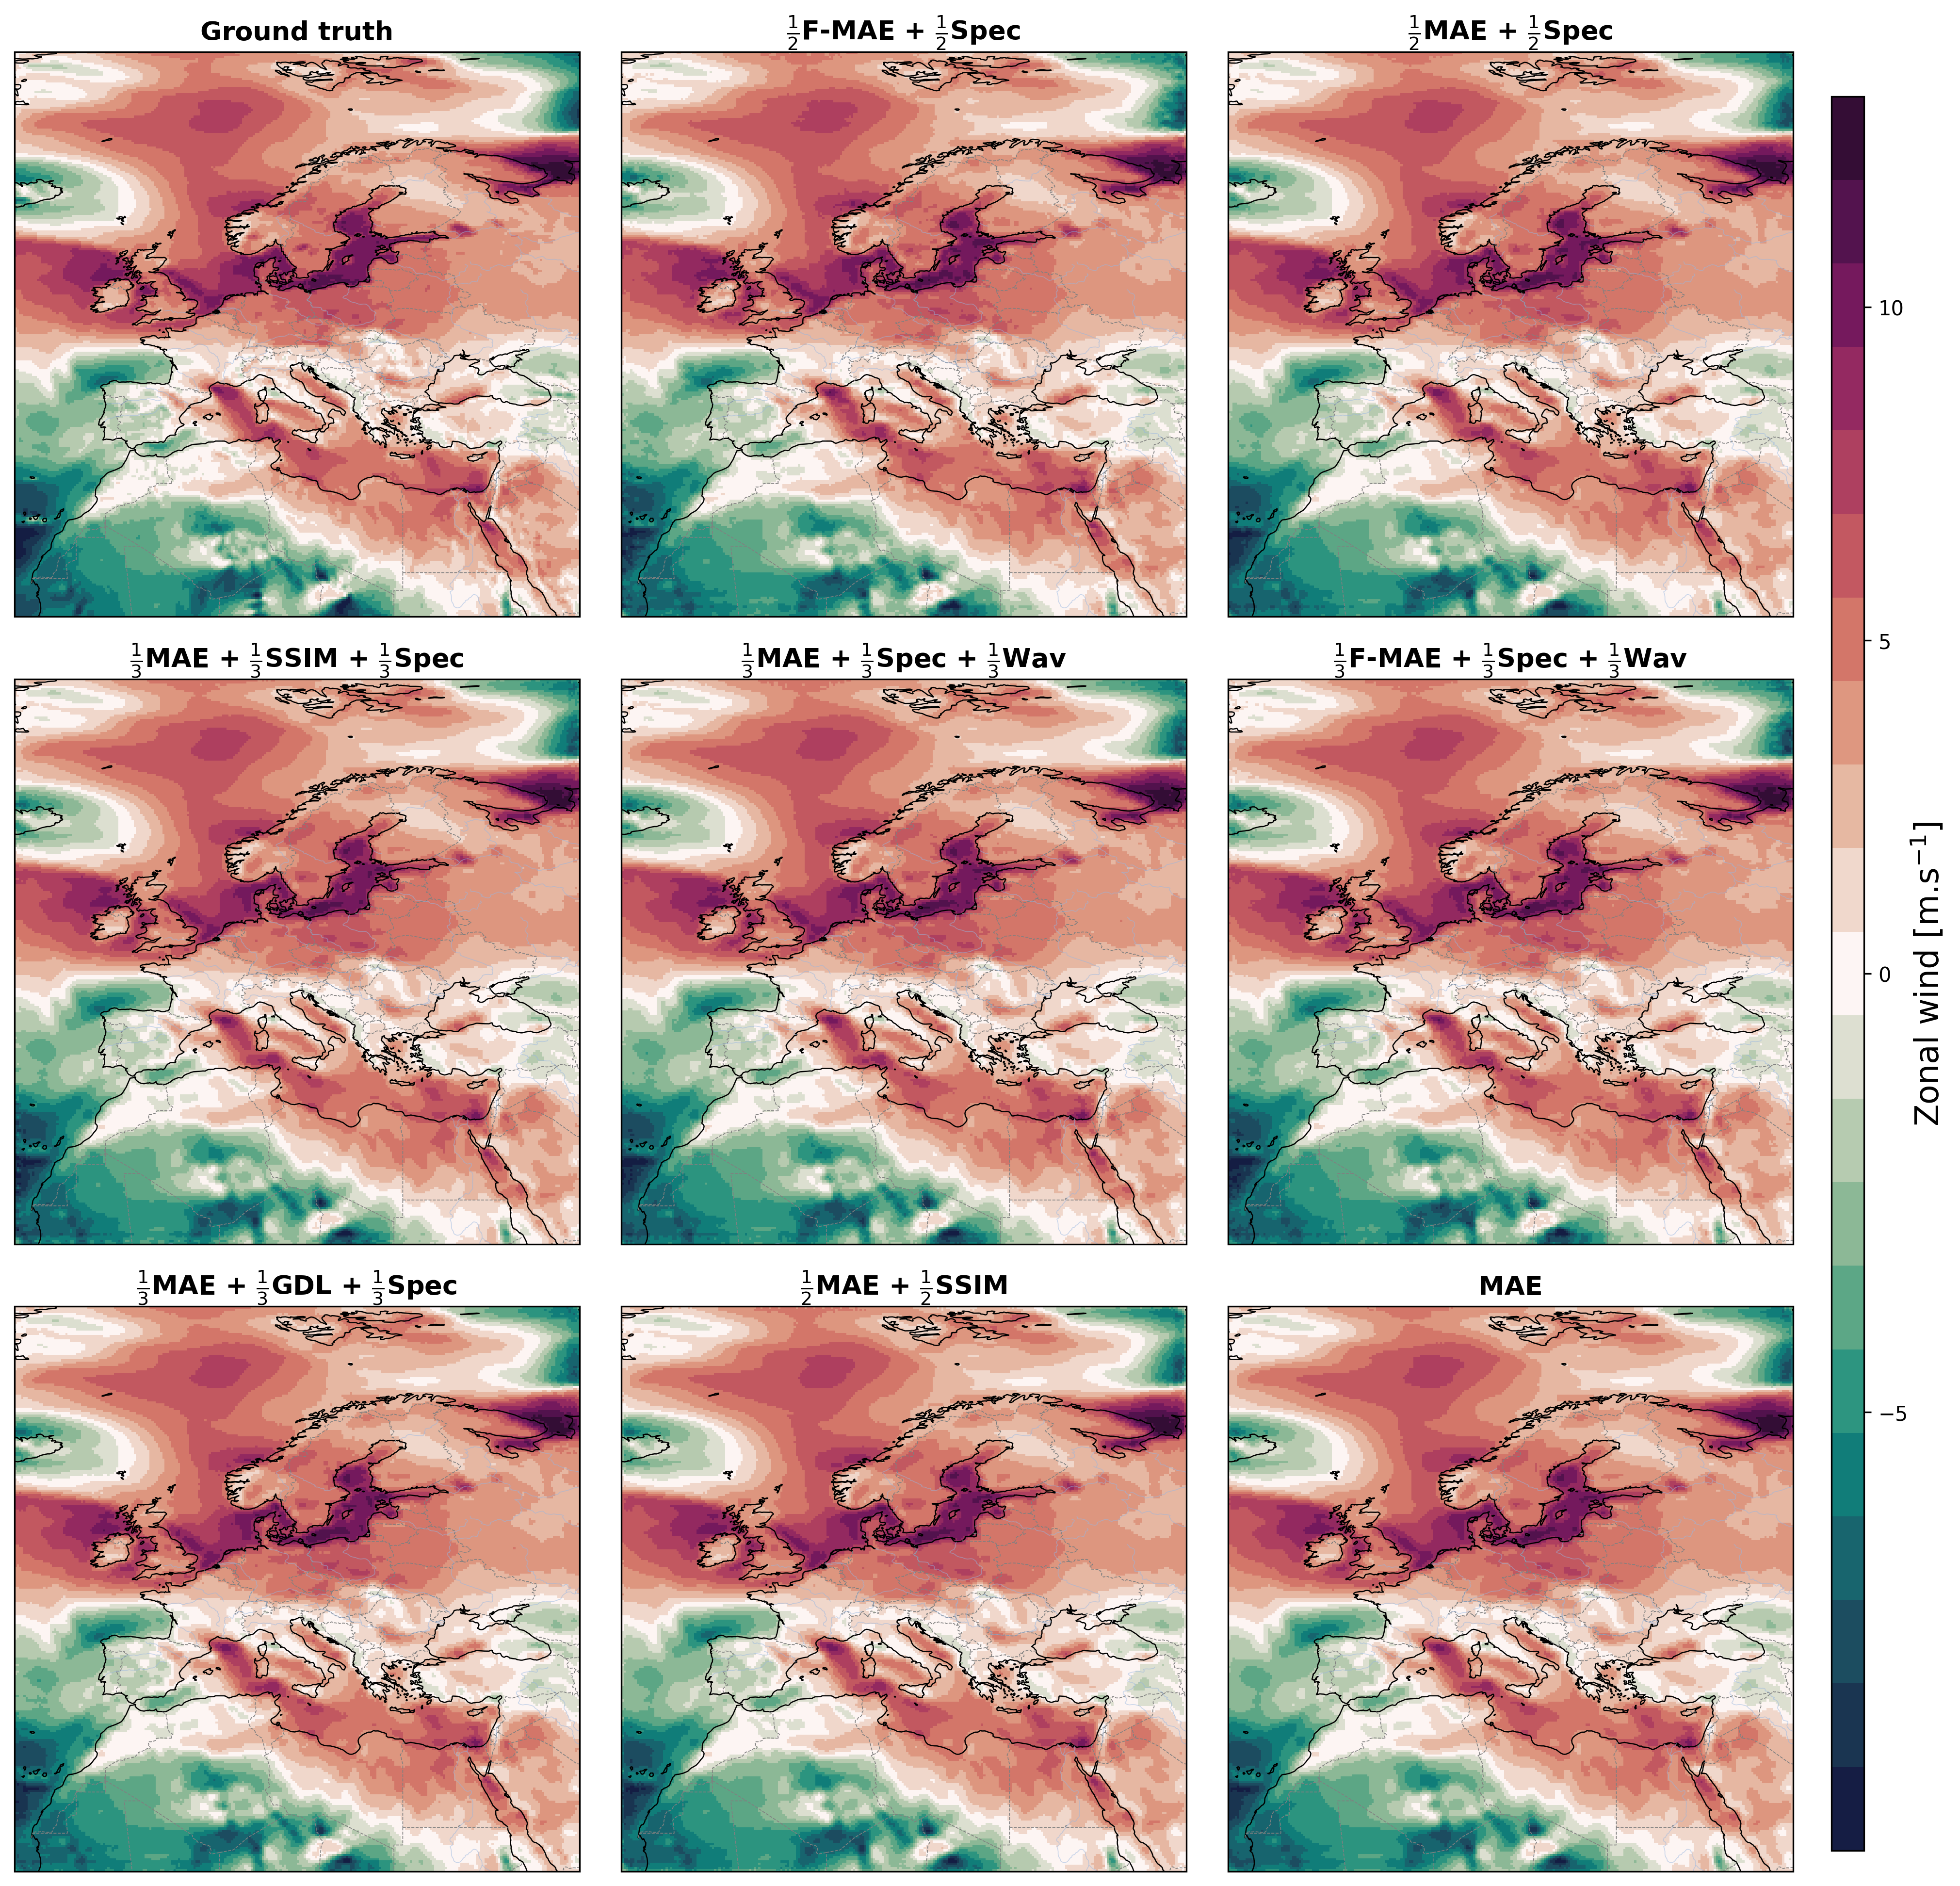 Ground truth
½F-MAE + ½Spec
½MAE + ½Spec
⅓MAE + ⅓SSIM + ⅓Spec
⅓MAE + ⅓Spec + ⅓Wav
⅓F-MAE + ⅓Spec + ⅓Wav
⅓MAE + ⅓GDL + ⅓Spec
½MAE + ½SSIM
MAE
10
5
0
−5
Zonal wind [m.s⁻¹]